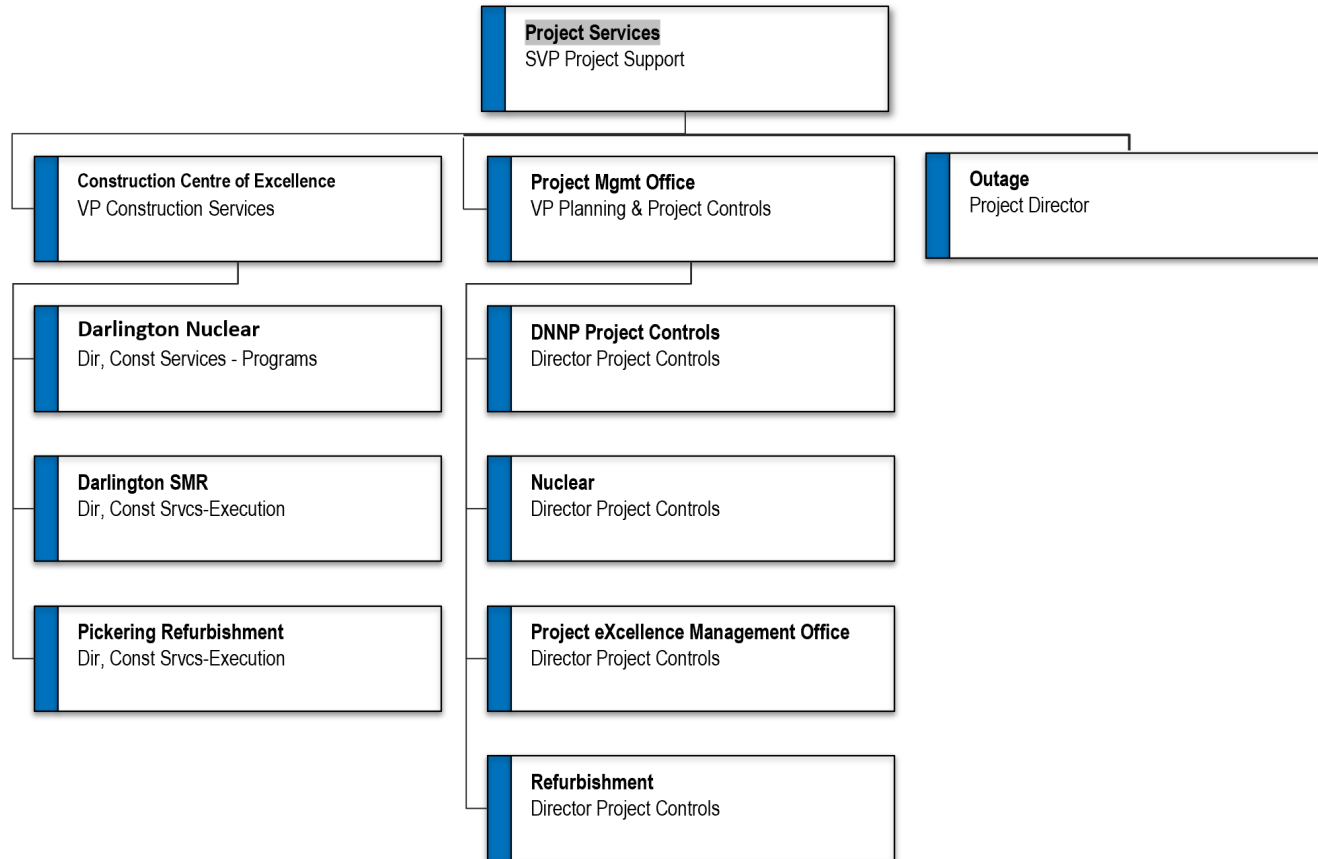 Project Services
SVP Project Support
Construction Centre of Excellence
VP Construction Services
Project Mgmt Office
VP Planning & Project Controls
Outage
Project Director
Darlington Nuclear
Dir, Const Services - Programs
DNNP Project Controls
Director Project Controls
Darlington SMR
Dir, Const Srvcs-Execution
Nuclear
Director Project Controls
Pickering Refurbishment
Dir, Const Srvcs-Execution
Project eXcellence Management Office
Director Project Controls
Refurbishment
Director Project Controls